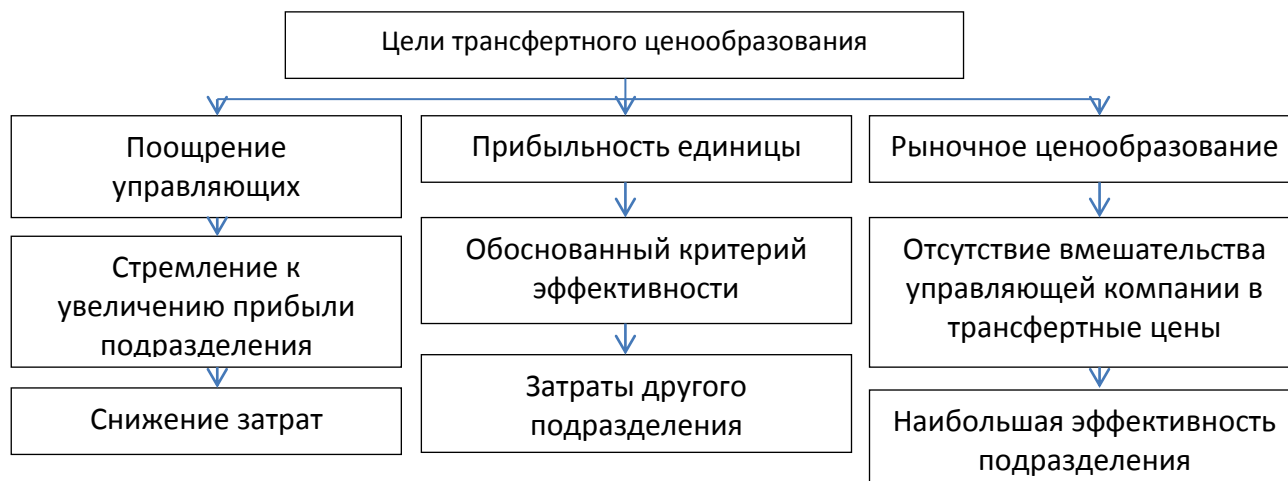 Цели трансфертного ценообразования
Поощрение
управляющих
Стремление к
увеличению прибыли
подразделения
Снижение затрат
Прибыльность единицы
Обоснованный критерий
эффективности
Затраты другого
подразделения
Рыночное ценообразование
Отсутствие вмешательства
управляющей компании в
трансфертные цены
Наибольшая эффективность
подразделения